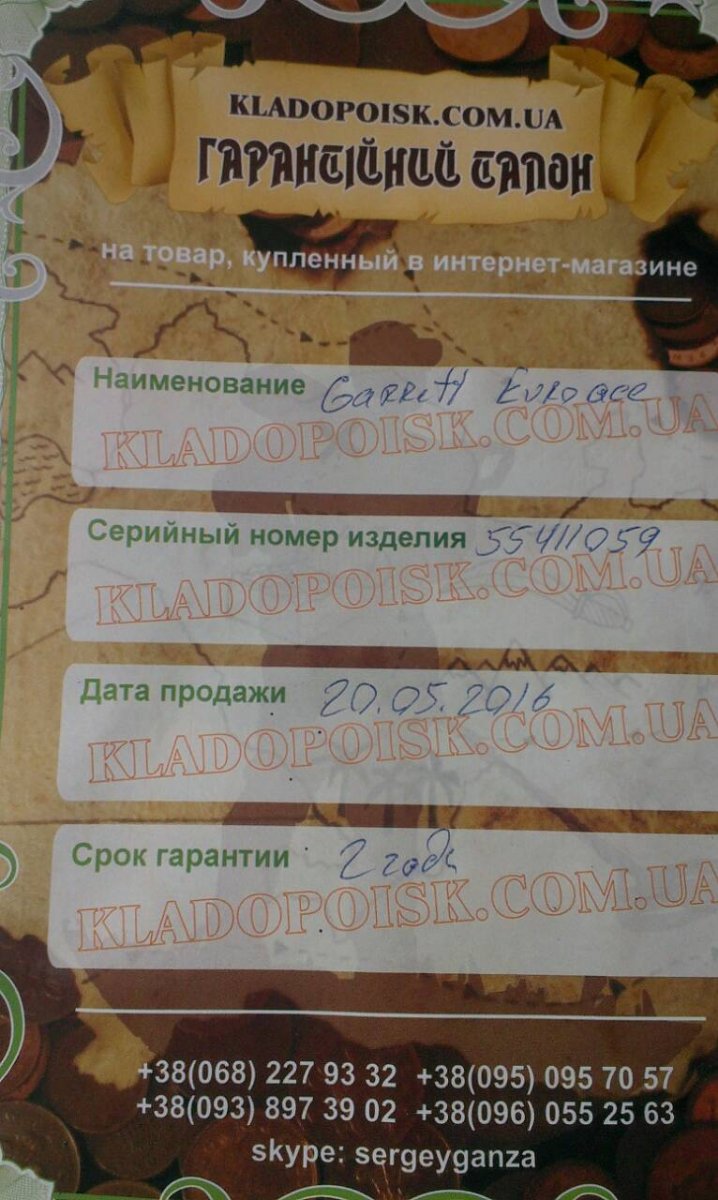 KLADOPOISK.COM.UA
ГАРАНТІЙНИЙ ТАЛОН
на товар, купленный в интернет-магазине
Наименование Garrett Euro ace
KLADOPOISK.COM.UA
Серийный номер изделия 55411059
KLADOPOISK.COM.UA
Дата продажи 20.05.2016
KLADOPOISK.COM.UA
Срок гарантии 2 года
KLADOPOISK.COM.UA
+38(068) 227 93 32 +38(095) 095 70 57
+38(093) 897 39 02 +38(096) 055 25 63
skype: sergeyganza